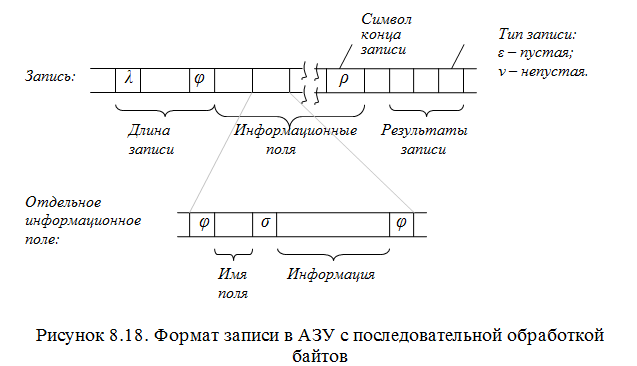 Символ
конца
записи
Тип записи:
ε – пустая;
ν – непустая.
Запись:
λ φ ρ
Длина
записи
Информационные
поля
Результаты
записи
Отдельное
информационное
поле:
φ σ φ
Имя
поля
Информация
Рисунок 8.18. Формат записи в АЗУ с последовательной обработкой
байтов